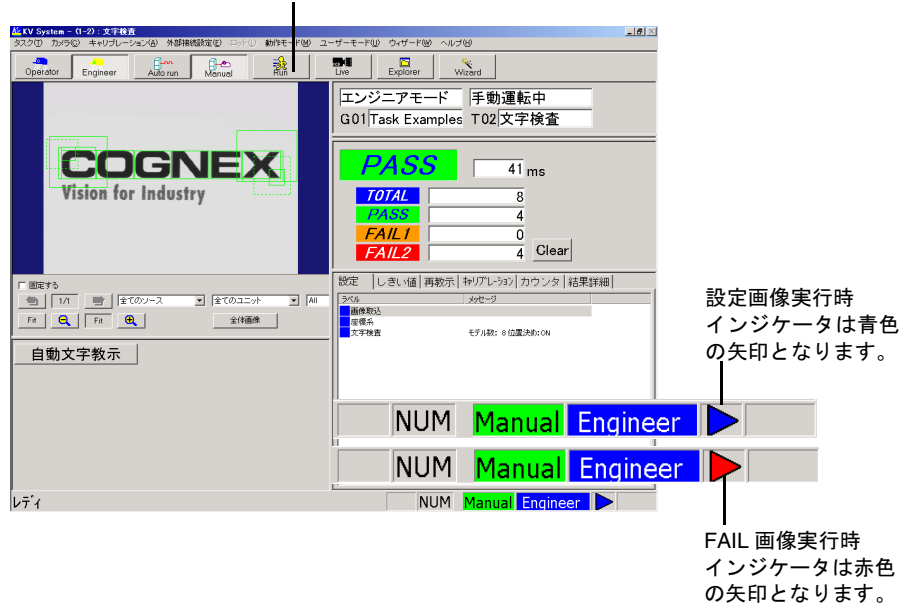 KV System - (1-2) : 文字検査
タスク(T) カメラ(C) キャリブレーション(A) 外部接続設定(E) ロット(L) 動作モード(M) ユーザーモード(U) ウィザード(W) ヘルプ(H)
Operator Engineer Auto run Manual Run Live Explorer Wizard
エンジニアモード 手動運転中
G01 Task Examples T02 文字検査
COGNEX
Vision for Industry
PASS 41 ms
TOTAL 8
PASS 4
FAIL1 0
FAIL2 4 Clear
固定する
1/1 全てのソース 全てのユニット All
Fit Fit 全体画像
設定 しきい値 再教示 キャリブレーション カウンタ 結果詳細
ラベル メッセージ
画像取込
座標系
文字検査 モデル数: 8 位置決め:ON
自動文字教示
設定画像実行時
インジケータは青色
の矢印となります。
NUM Manual Engineer
NUM Manual Engineer
レディ NUM Manual Engineer
FAIL 画像実行時
インジケータは赤色
の矢印となります。